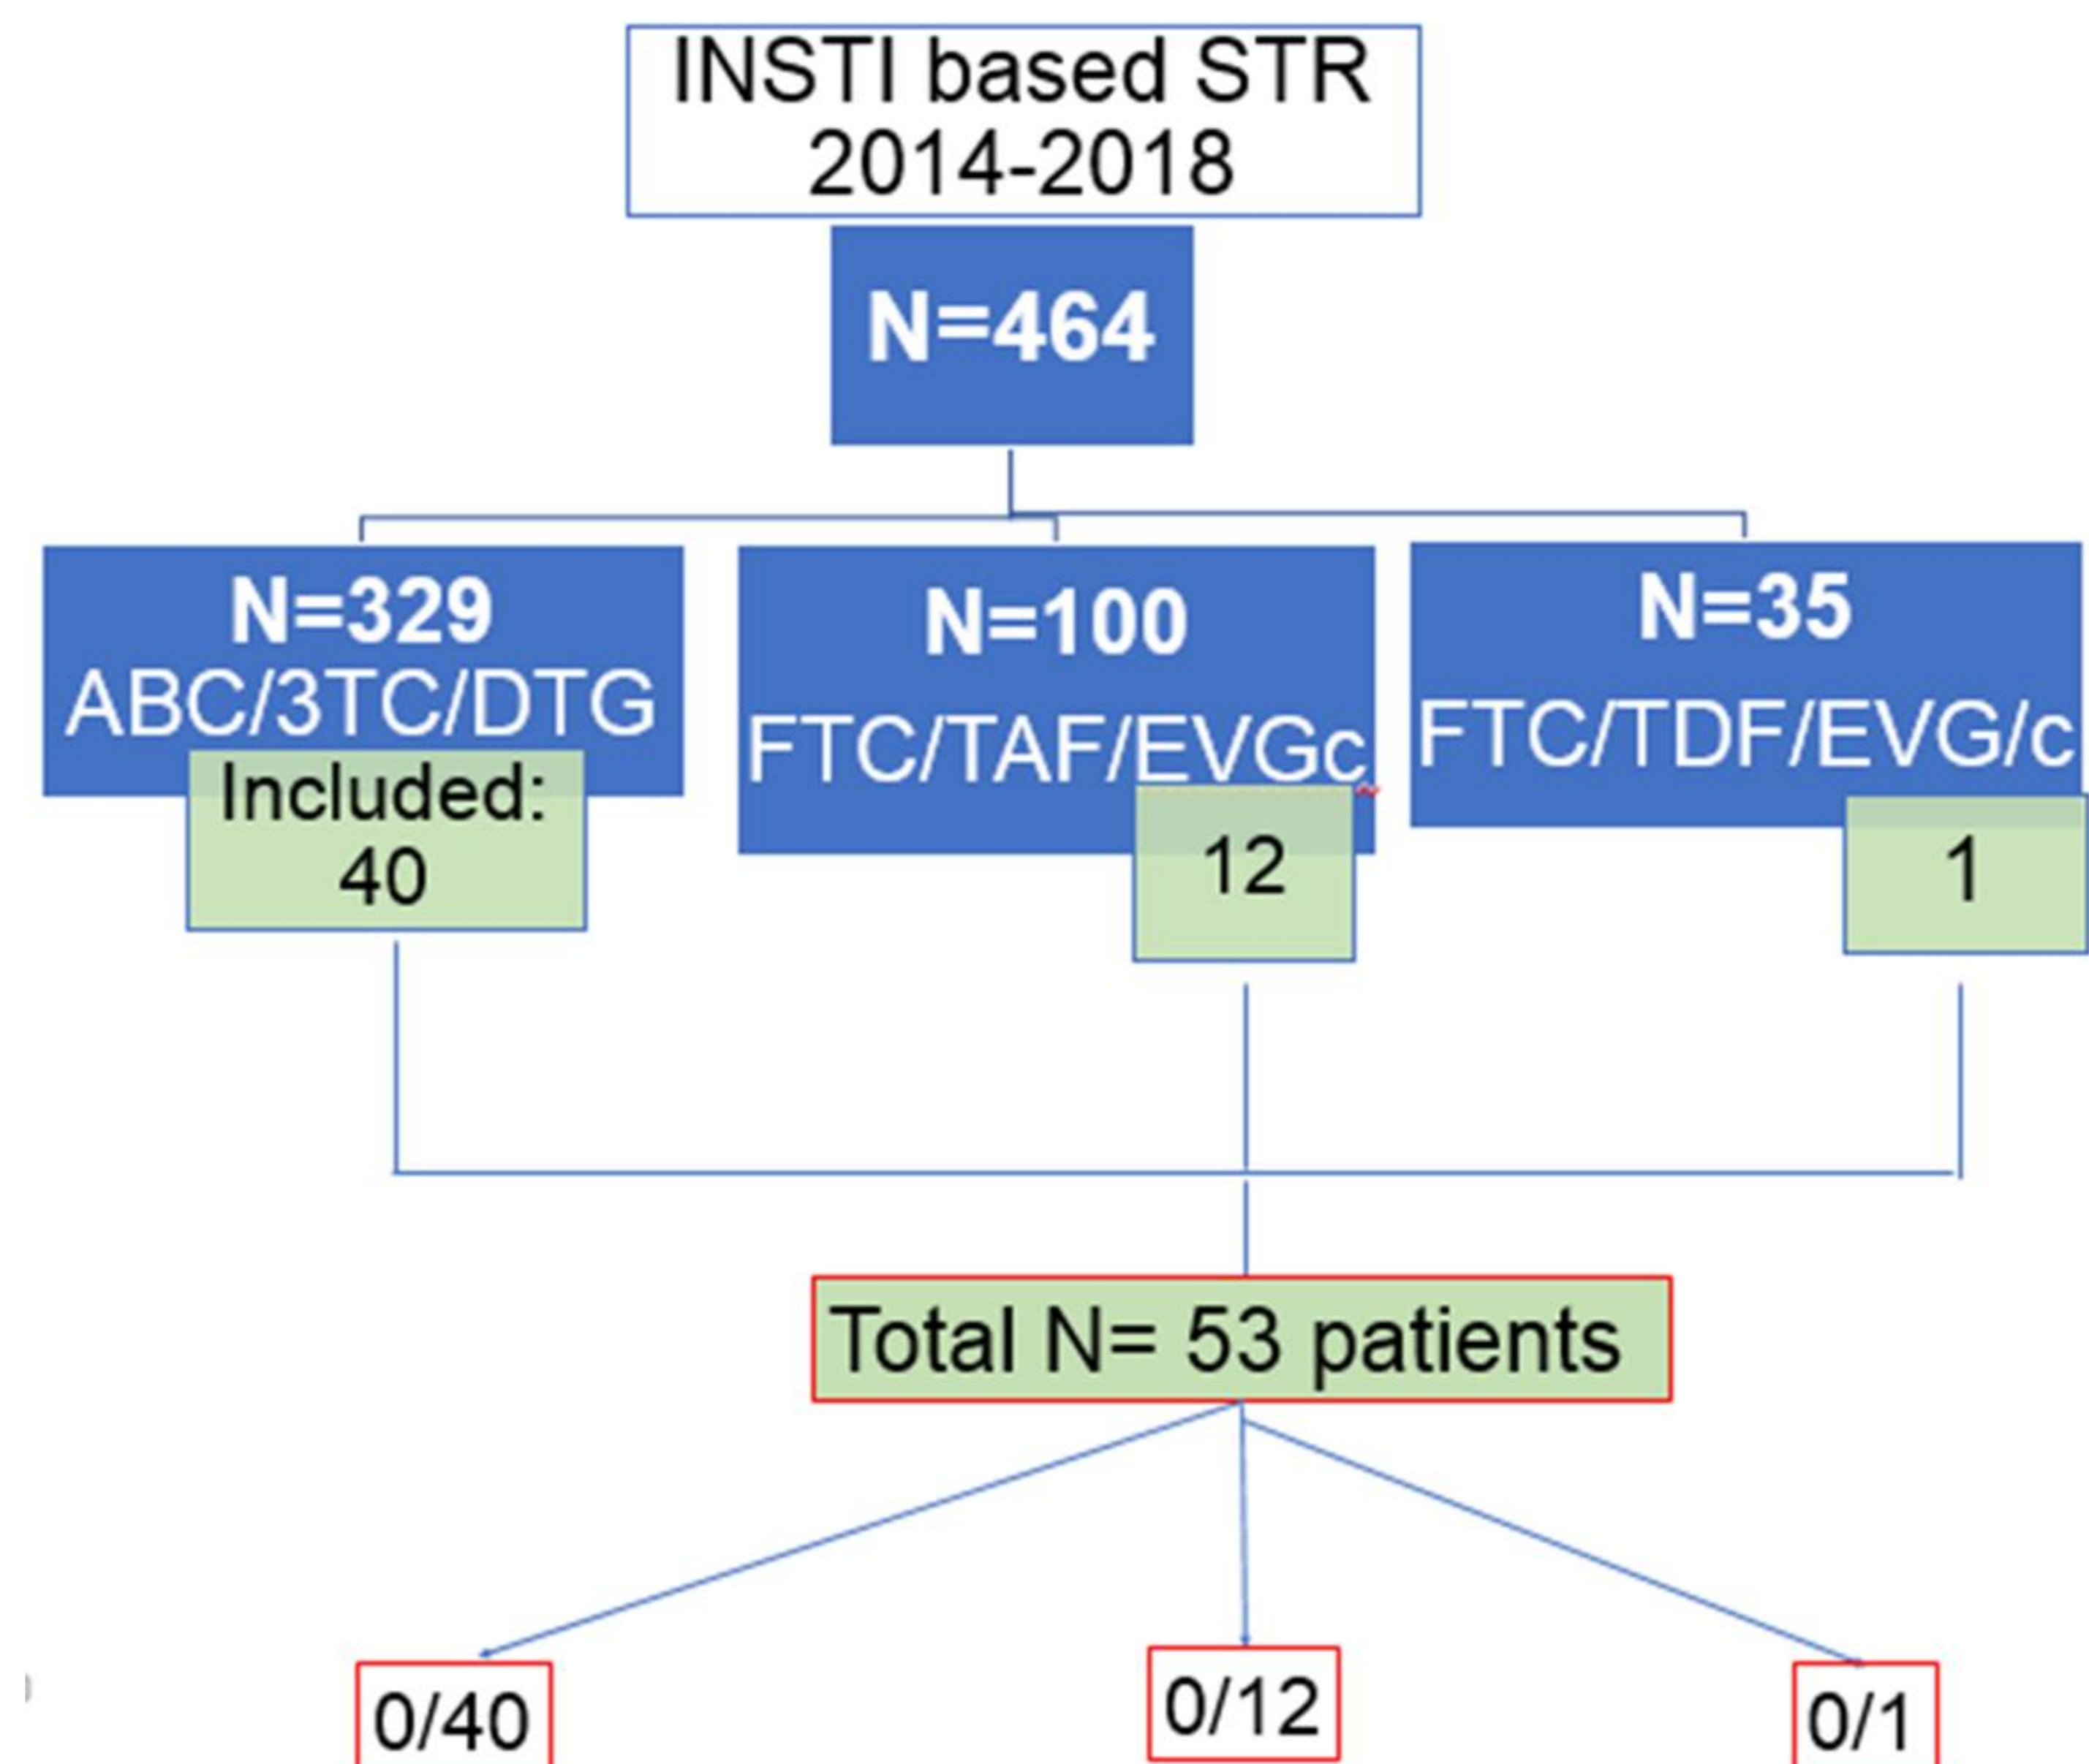 INSTI based STR
2014-2018
N=464
N=329
ABC/3TC/DTG
Included:
40
N=100
FTC/TAF/EVGc
12
N=35
FTC/TDF/EVG/c
1
Total N= 53 patients
0/40
0/12
0/1